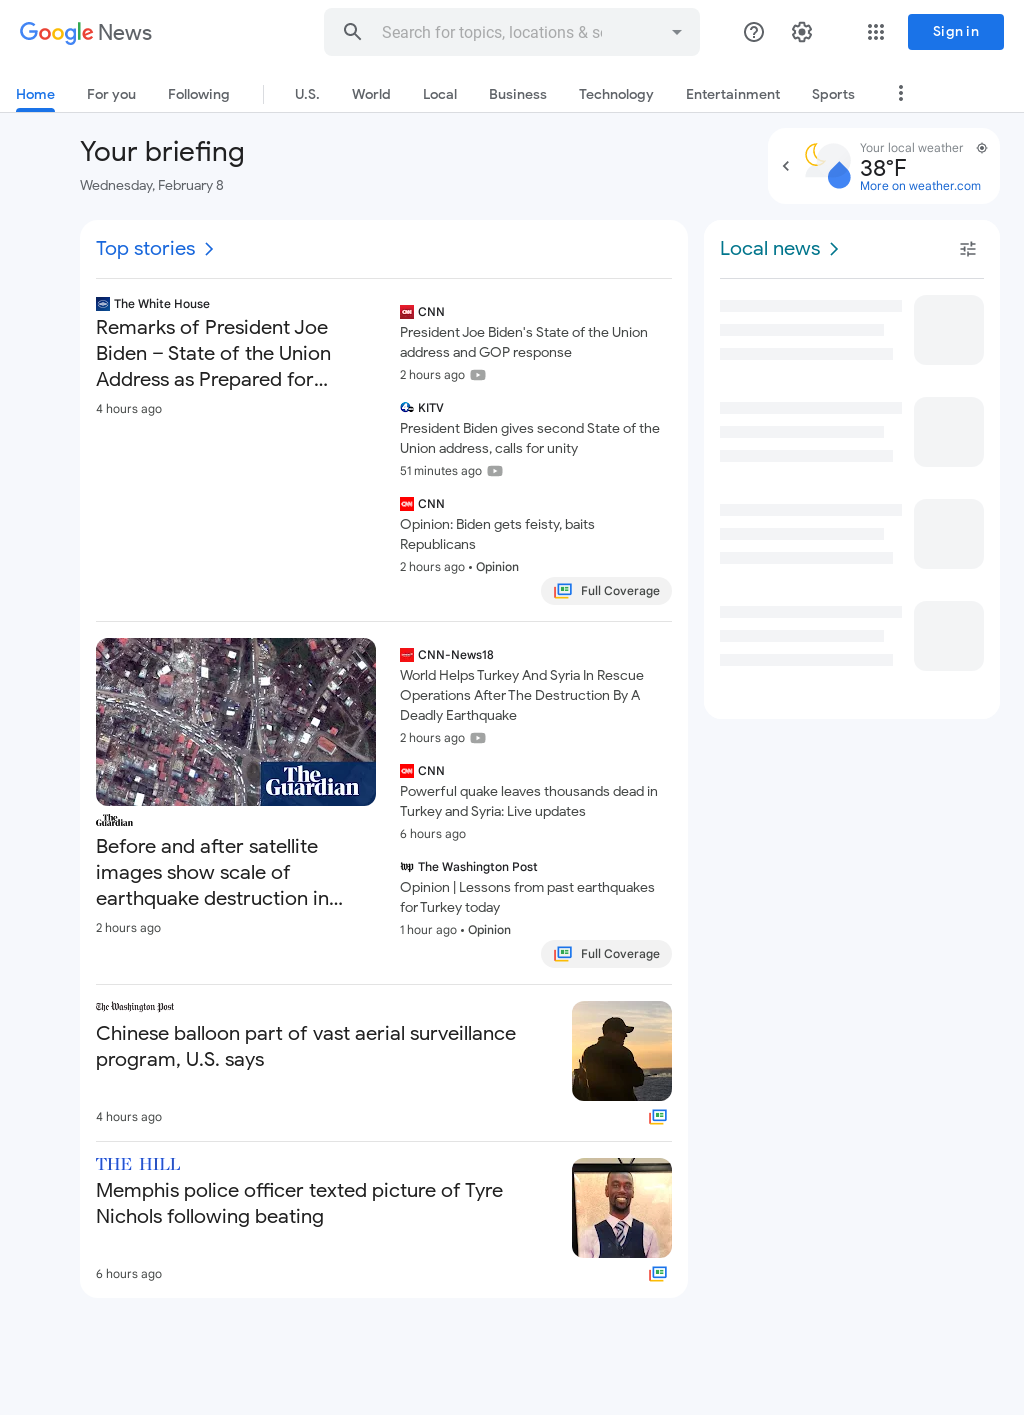 Google News
Search for topics, locations & s
Sign in
Home
For you
Following
U.S.
World
Local
Business
Technology
Entertainment
Sports
Your briefing
Wednesday, February 8
Your local weather
38°F
More on weather.com
Top stories
The White House
Remarks of President Joe
Biden – State of the Union
Address as Prepared for...
4 hours ago
CNN
President Joe Biden's State of the Union
address and GOP response
2 hours ago
KITV
President Biden gives second State of the
Union address, calls for unity
51 minutes ago
CNN
Opinion: Biden gets feisty, baits
Republicans
2 hours ago • Opinion
Full Coverage
The
Guardian
The
Guardian
Before and after satellite
images show scale of
earthquake destruction in...
2 hours ago
CNN-News18
World Helps Turkey And Syria In Rescue
Operations After The Destruction By A
Deadly Earthquake
2 hours ago
CNN
Powerful quake leaves thousands dead in
Turkey and Syria: Live updates
6 hours ago
wp The Washington Post
Opinion | Lessons from past earthquakes
for Turkey today
1 hour ago • Opinion
Full Coverage
The Washington Post
Chinese balloon part of vast aerial surveillance
program, U.S. says
4 hours ago
THE HILL
Memphis police officer texted picture of Tyre
Nichols following beating
6 hours ago
Local news